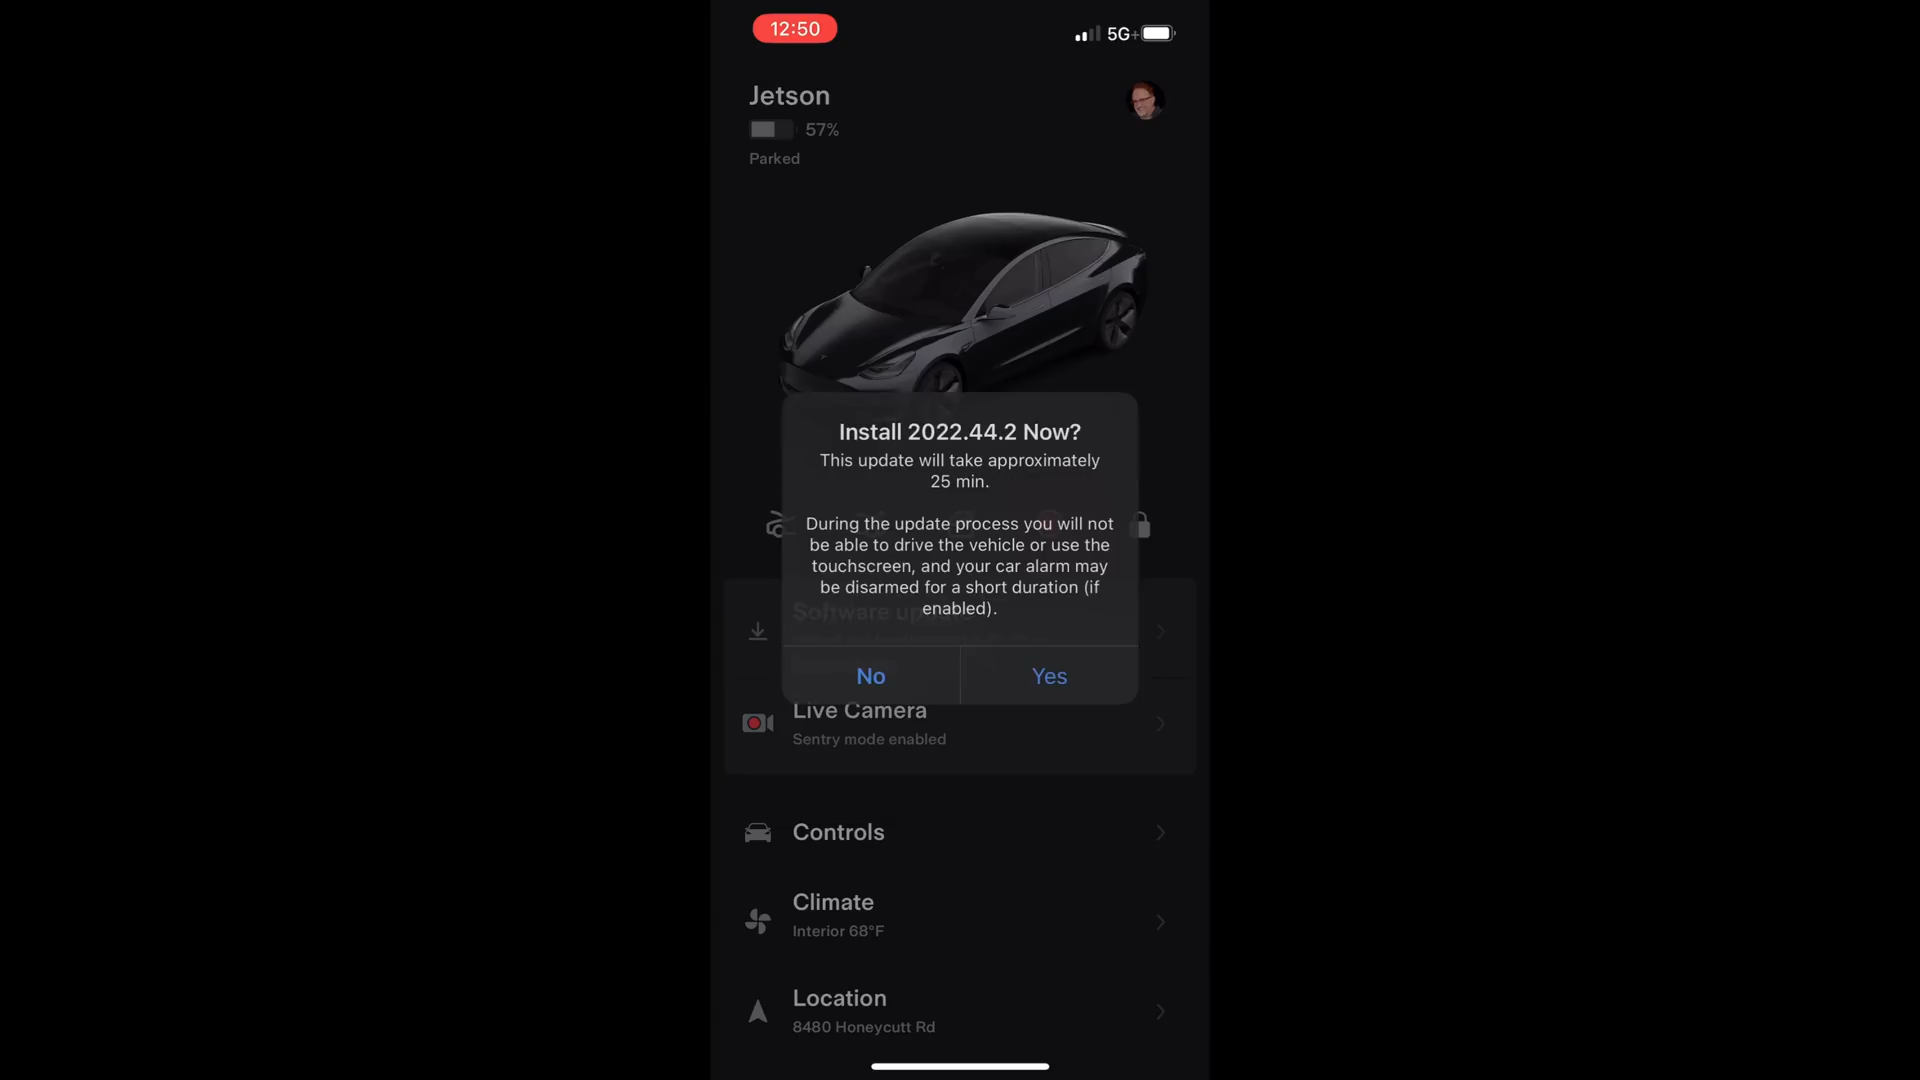 12:50
5G+
Jetson
57%
Parked
Install 2022.44.2 Now?
This update will take approximately
25 min.
During the update process you will not
be able to drive the vehicle or use the
touchscreen, and your car alarm may
be disarmed for a short duration (if
enabled).
Software update
No
Yes
Live Camera
Sentry mode enabled
Controls
Climate
Interior 68°F
Location
8480 Honeycutt Rd